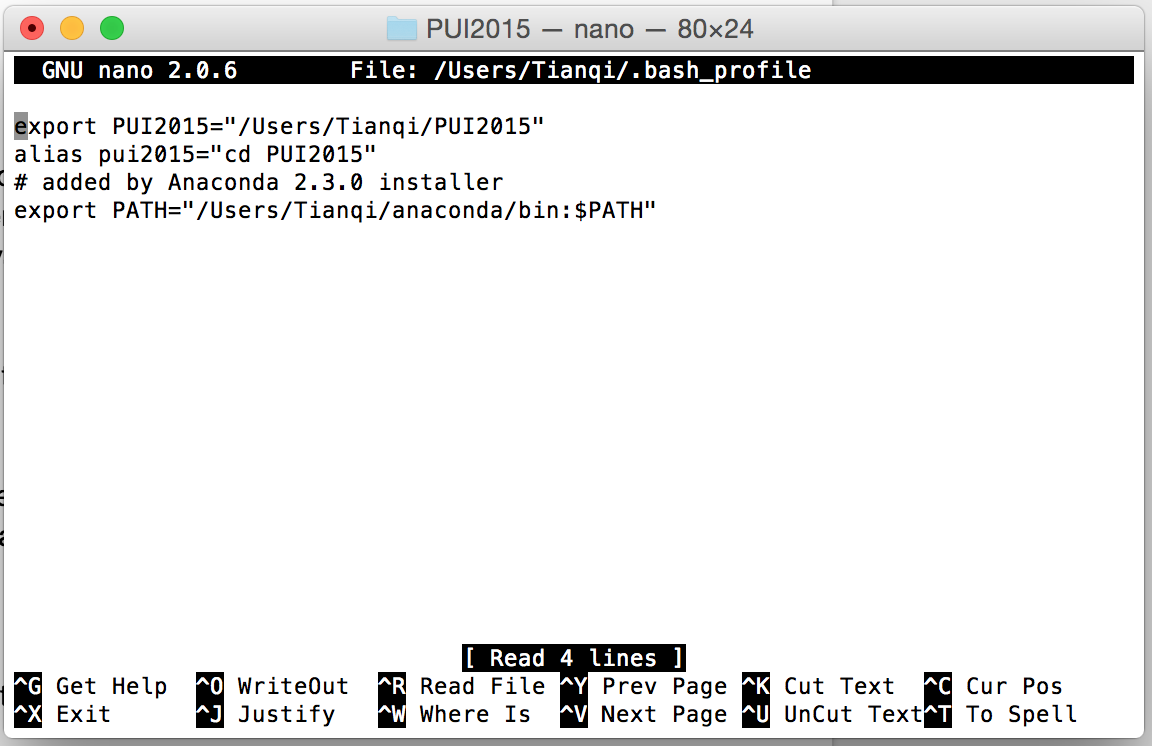 PUI2015 — nano — 80×24
GNU nano 2.0.6 File: /Users/Tianqi/.bash_profile
export PUI2015="/Users/Tianqi/PUI2015"
alias pui2015="cd PUI2015"
# added by Anaconda 2.3.0 installer
export PATH="/Users/Tianqi/anaconda/bin:$PATH"
[ Read 4 lines ]
^G Get Help ^O WriteOut ^R Read File ^Y Prev Page ^K Cut Text ^C Cur Pos
^X Exit ^J Justify ^W Where Is ^V Next Page ^U UnCut Text ^T To Spell